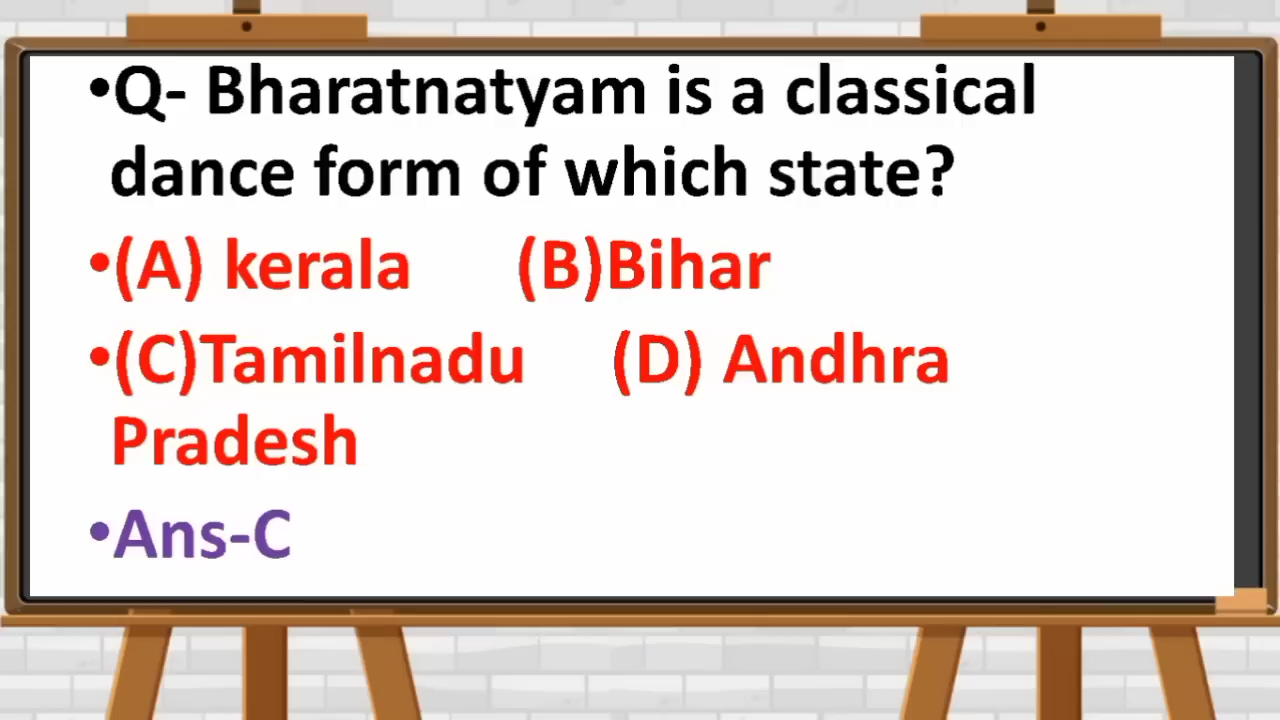 •Q- Bharatnatyam is a classical
dance form of which state?
•(A) kerala (B)Bihar
•(C)Tamilnadu (D) Andhra
Pradesh
•Ans-C